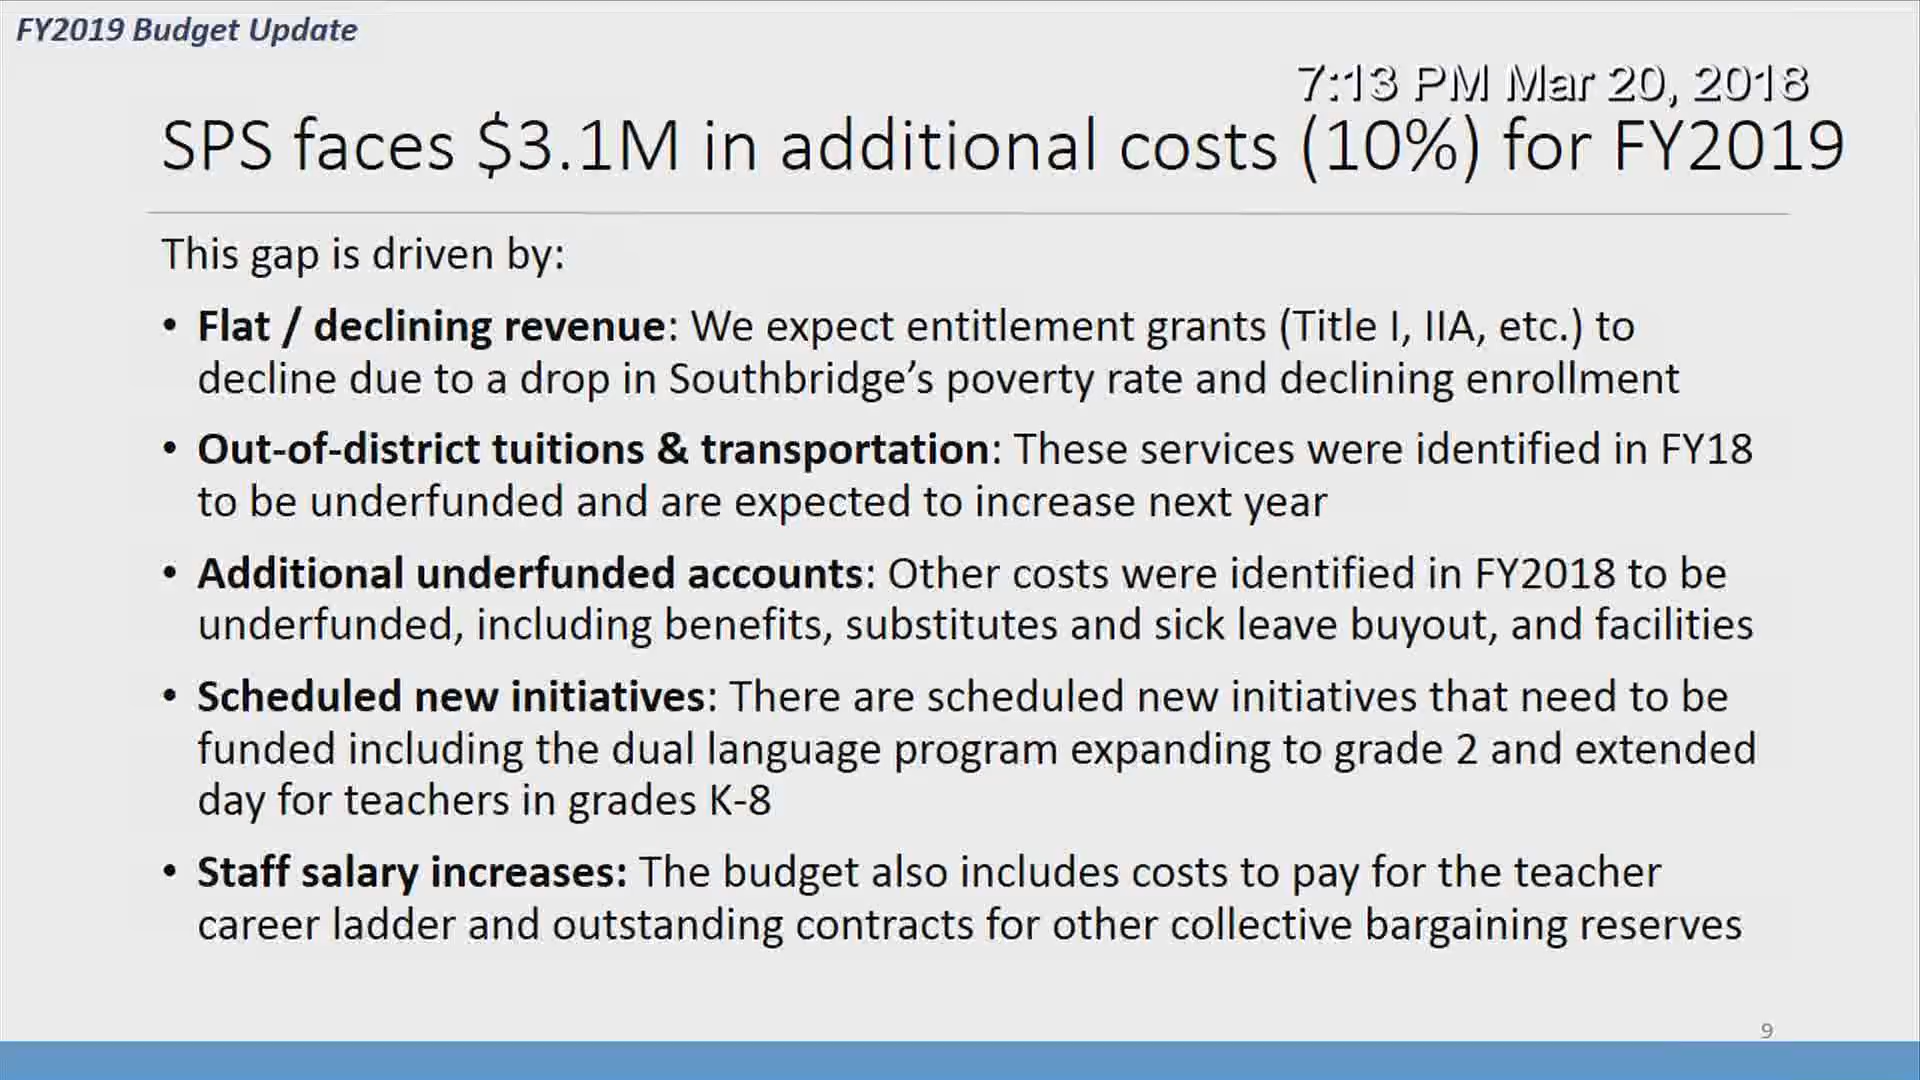 FY2019 Budget Update
7:13 PM Mar 20, 2018
SPS faces $3.1M in additional costs (10%) for FY2019
This gap is driven by:
• Flat / declining revenue: We expect entitlement grants (Title I, IIA, etc.) to
decline due to a drop in Southbridge’s poverty rate and declining enrollment
• Out-of-district tuitions & transportation: These services were identified in FY18
to be underfunded and are expected to increase next year
• Additional underfunded accounts: Other costs were identified in FY2018 to be
underfunded, including benefits, substitutes and sick leave buyout, and facilities
• Scheduled new initiatives: There are scheduled new initiatives that need to be
funded including the dual language program expanding to grade 2 and extended
day for teachers in grades K-8
• Staff salary increases: The budget also includes costs to pay for the teacher
career ladder and outstanding contracts for other collective bargaining reserves
9